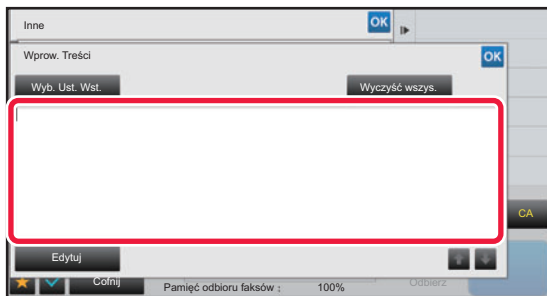 Inne OK
Wprow. Treści OK
Wyb. Ust. Wst. Wyczyść wszys.
CA
Edytuj
Cofnij Pamięć odbioru faksów : 100% Odbierz